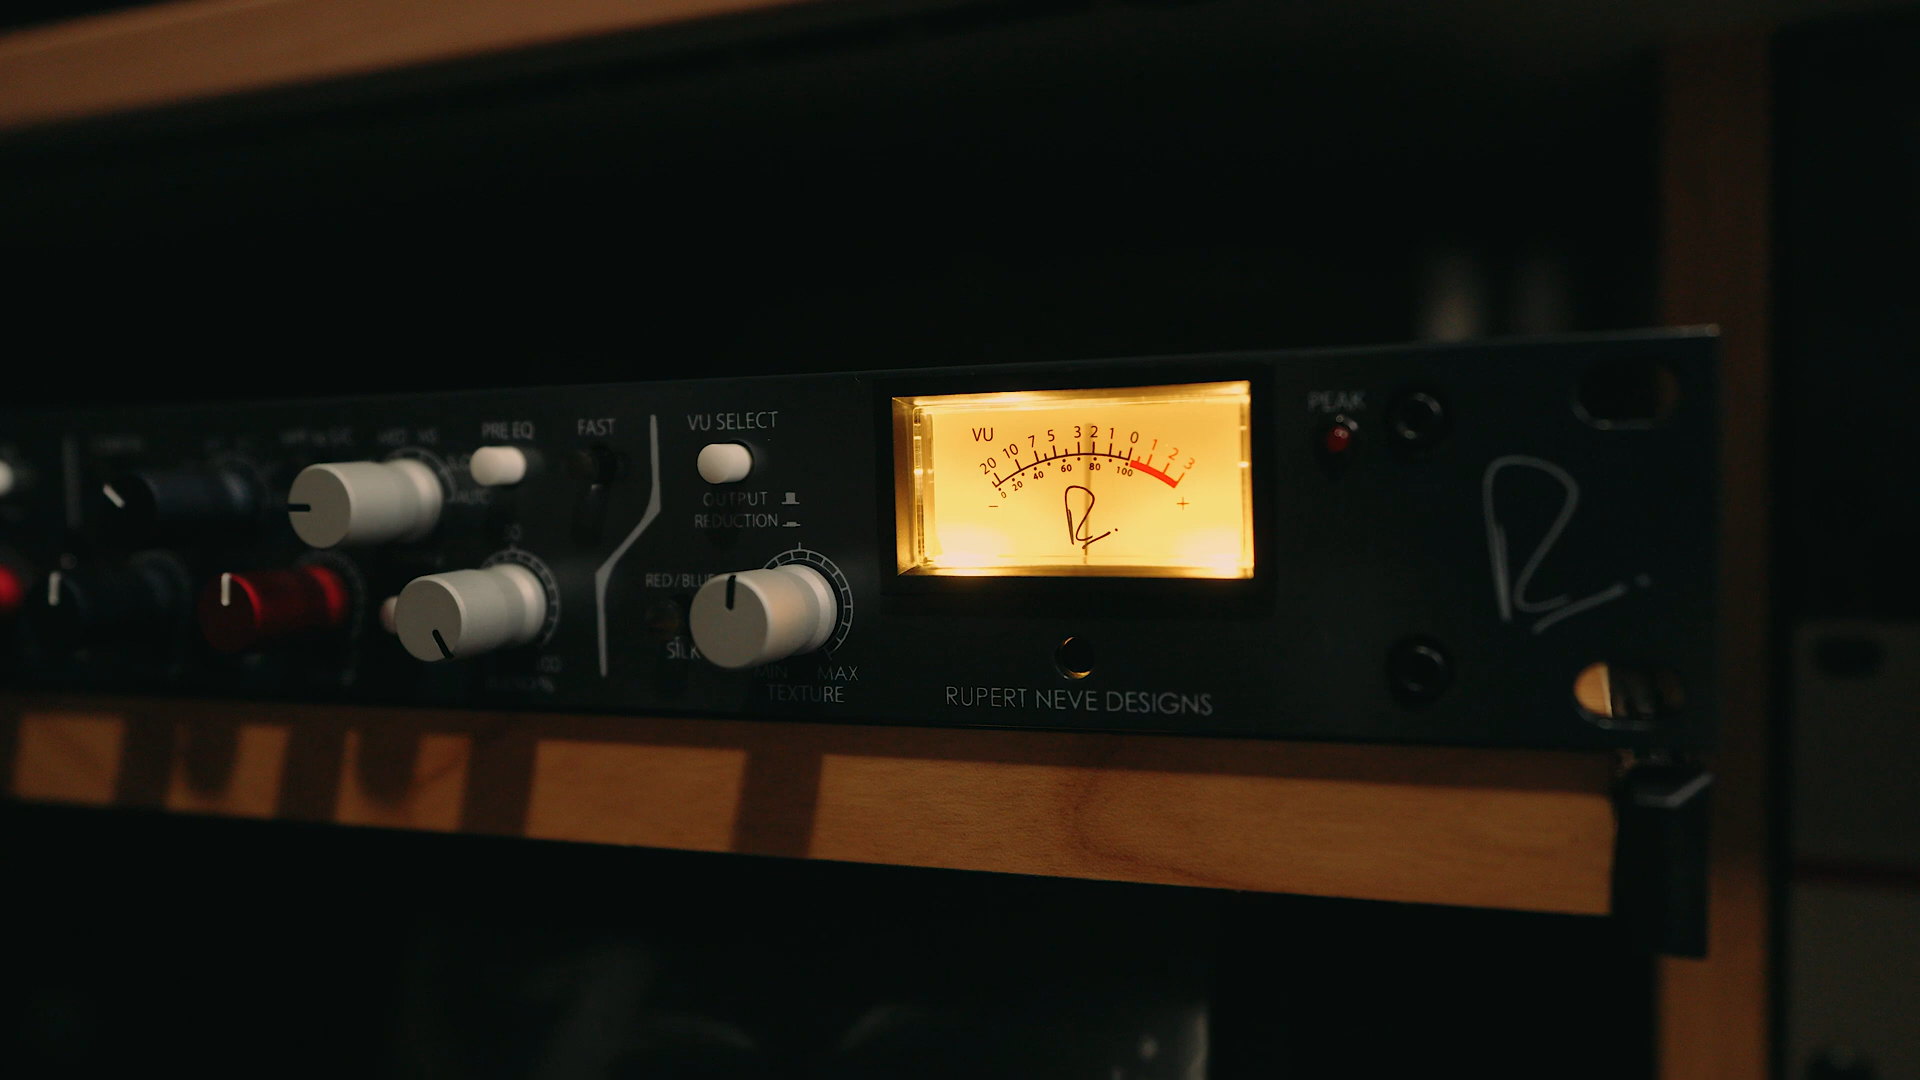 PRE EQ
FAST
VU SELECT
OUTPUT
REDUCTION
RED/BLUE
SILK
MIN MAX
TEXTURE
VU
20 10 7 5 3 2 1 0 1 2 3
0 20 40 60 80 100
- +
R.
RUPERT NEVE DESIGNS
PEAK
R.